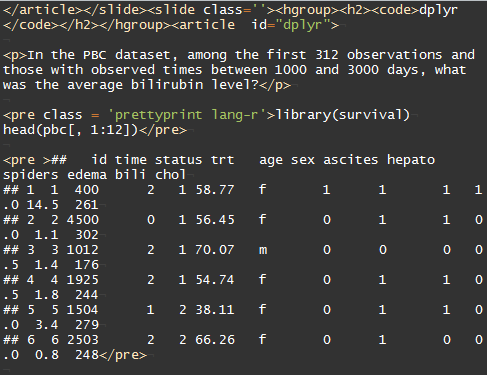 </article></slide><slide class=''><hgroup><h2><code>dplyr
</code></h2></hgroup><article  id="dplyr">
<p>In the PBC dataset, among the first 312 observations and
those with observed times between 1000 and 3000 days, what
was the average bilirubin level?</p>
<pre class = 'prettyprint lang-r'>library(survival)
head(pbc[, 1:12])</pre>
<pre >##   id time status trt   age sex ascites hepato
spiders edema bili chol
## 1  1  400      2   1 58.77   f       1      1       1   1
.0 14.5  261
## 2  2 4500      0   1 56.45   f       0      1       1   0
.0  1.1  302
## 3  3 1012      2   1 70.07   m       0      0       0   0
.5  1.4  176
## 4  4 1925      2   1 54.74   f       0      1       1   0
.5  1.8  244
## 5  5 1504      1   2 38.11   f       0      1       1   0
.0  3.4  279
## 6  6 2503      2   2 66.26   f       0      1       0   0
.0  0.8  248</pre>